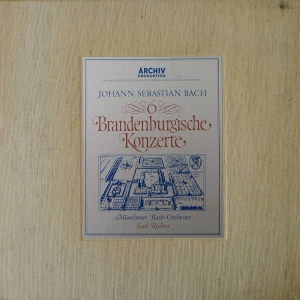 ARCHIV
PRODUKTION
JOHANN SEBASTIAN BACH
6
Brandenburgische
Konzerte
Münchener Bach-Orchester
Karl Richter